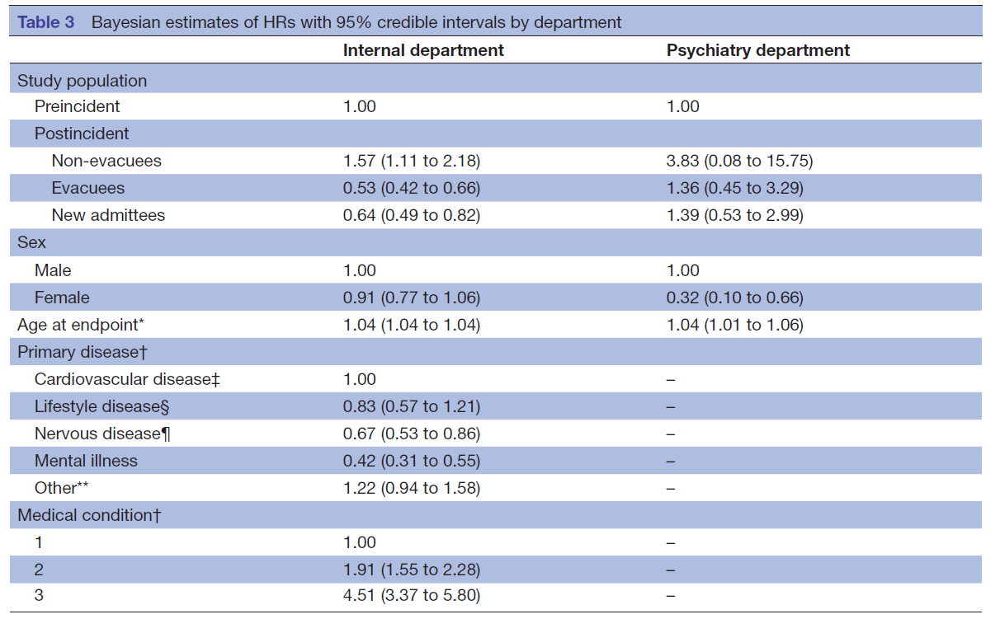 Table 3 Bayesian estimates of HRs with 95% credible intervals by department
Internal department Psychiatry department
Study population
Preincident 1.00 1.00
Postincident
Non-evacuees 1.57 (1.11 to 2.18) 3.83 (0.08 to 15.75)
Evacuees 0.53 (0.42 to 0.66) 1.36 (0.45 to 3.29)
New admittees 0.64 (0.49 to 0.82) 1.39 (0.53 to 2.99)
Sex
Male 1.00 1.00
Female 0.91 (0.77 to 1.06) 0.32 (0.10 to 0.66)
Age at endpoint* 1.04 (1.04 to 1.04) 1.04 (1.01 to 1.06)
Primary disease†
Cardiovascular disease‡ 1.00 –
Lifestyle disease§ 0.83 (0.57 to 1.21) –
Nervous disease¶ 0.67 (0.53 to 0.86) –
Mental illness 0.42 (0.31 to 0.55) –
Other** 1.22 (0.94 to 1.58) –
Medical condition†
1 1.00 –
2 1.91 (1.55 to 2.28) –
3 4.51 (3.37 to 5.80) –